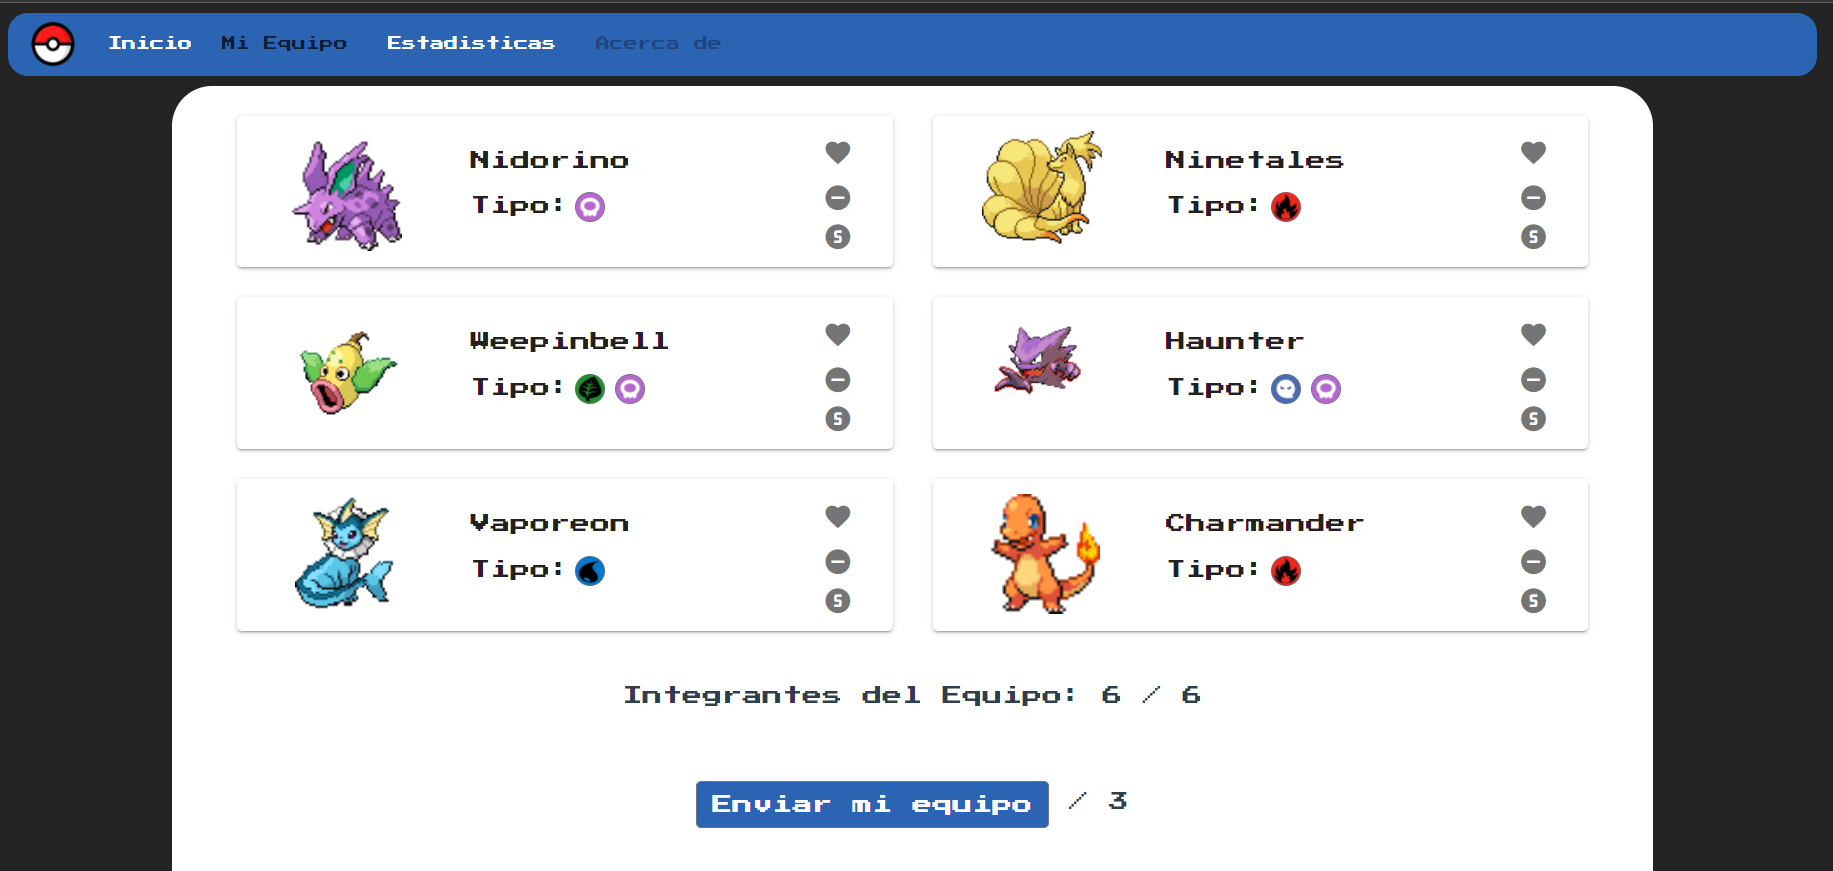 Inicio Mi Equipo Estadisticas Acerca de
Nidorino
Tipo:
S
Ninetales
Tipo:
S
Weepinbell
Tipo:
S
Haunter
Tipo:
S
Vaporeon
Tipo:
S
Charmander
Tipo:
S
Integrantes del Equipo: 6 / 6
Enviar mi equipo / 3